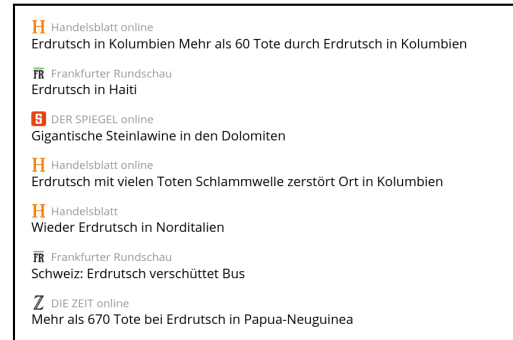 H Handelsblatt online
Erdrutsch in Kolumbien Mehr als 60 Tote durch Erdrutsch in Kolumbien
FR Frankfurter Rundschau
Erdrutsch in Haiti
S DER SPIEGEL online
Gigantische Steinlawine in den Dolomiten
H Handelsblatt online
Erdrutsch mit vielen Toten Schlammwelle zerstört Ort in Kolumbien
H Handelsblatt
Wieder Erdrutsch in Norditalien
FR Frankfurter Rundschau
Schweiz: Erdrutsch verschüttet Bus
Z DIE ZEIT online
Mehr als 670 Tote bei Erdrutsch in Papua-Neuguinea